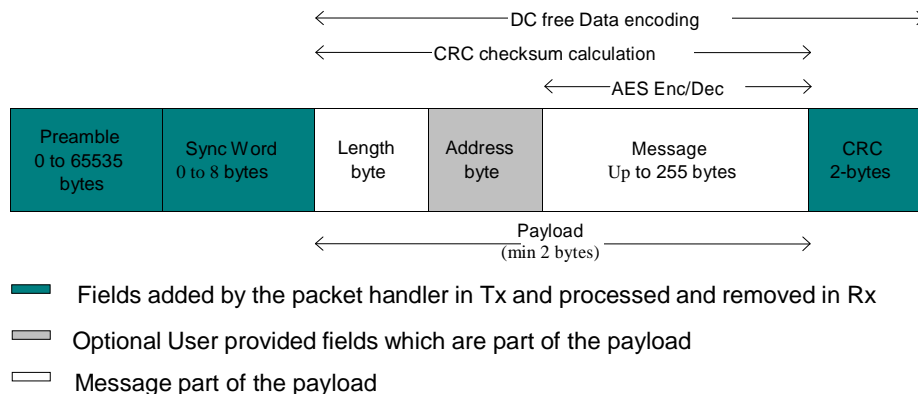 DC free Data encoding
CRC checksum calculation
AES Enc/Dec
Preamble
0 to 65535
bytes
Sync Word
0 to 8 bytes
Length
byte
Address
byte
Message
Up to 255 bytes
CRC
2-bytes
Payload
(min 2 bytes)
Fields added by the packet handler in Tx and processed and removed in Rx
Optional User provided fields which are part of the payload
Message part of the payload